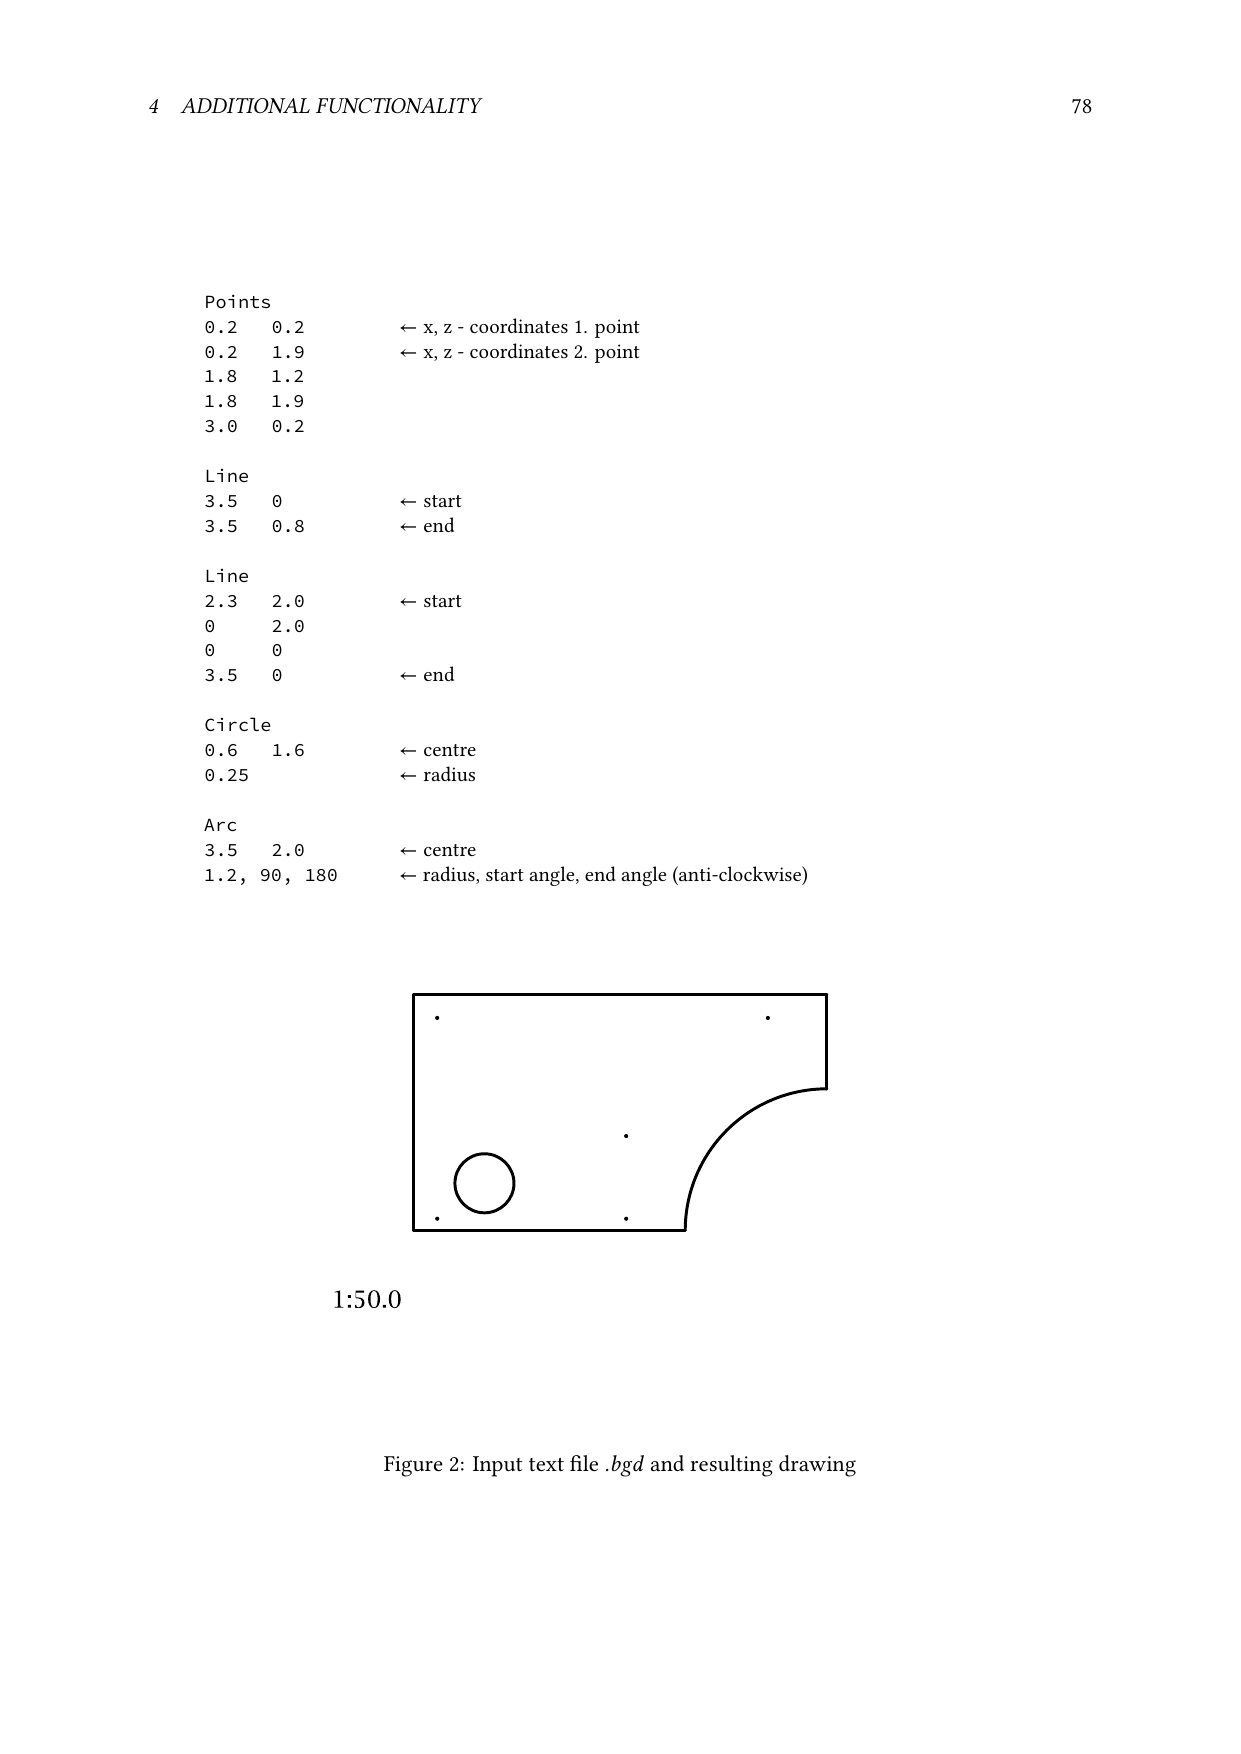 4 ADDITIONAL FUNCTIONALITY 78
Points
0.2 0.2 ← x, z - coordinates 1. point
0.2 1.9 ← x, z - coordinates 2. point
1.8 1.2
1.8 1.9
3.0 0.2
Line
3.5 0 ← start
3.5 0.8 ← end
Line
2.3 2.0 ← start
0 2.0
0 0
3.5 0 ← end
Circle
0.6 1.6 ← centre
0.25 ← radius
Arc
3.5 2.0 ← centre
1.2, 90, 180 ← radius, start angle, end angle (anti-clockwise)
1:50.0
Figure 2: Input text file .bgd and resulting drawing